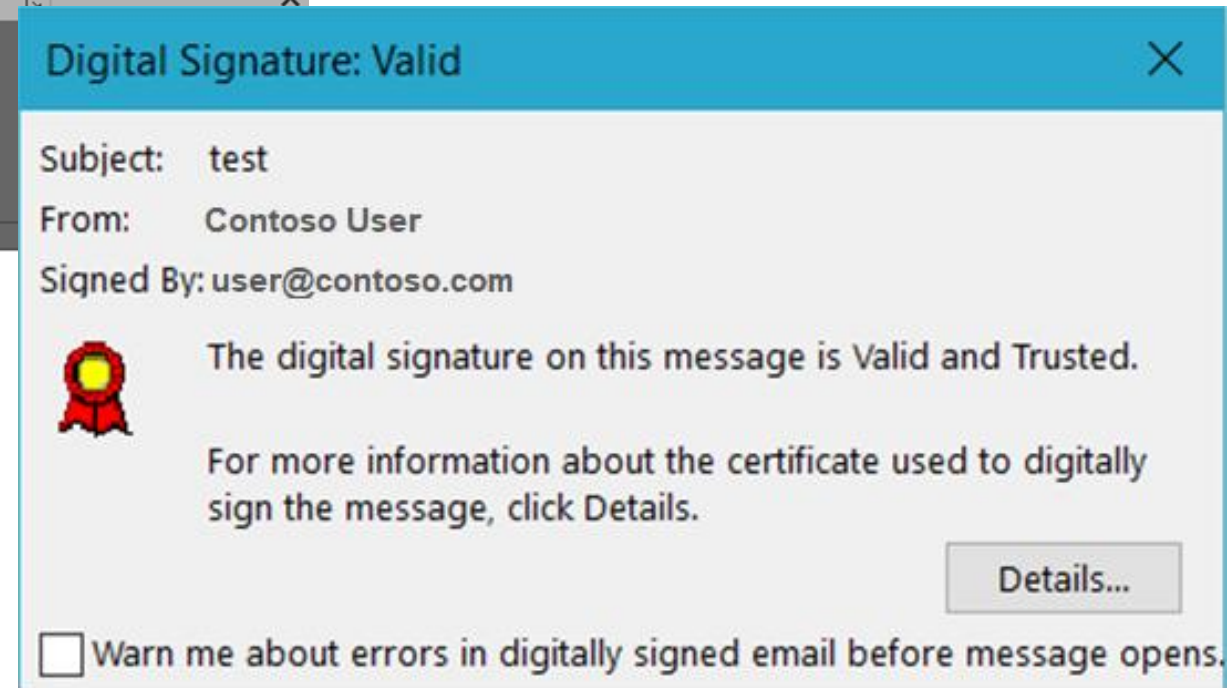 Digital Signature: Valid
Subject: test
From: Contoso User
Signed By: user@contoso.com
The digital signature on this message is Valid and Trusted.
For more information about the certificate used to digitally
sign the message, click Details.
Details...
Warn me about errors in digitally signed email before message opens.